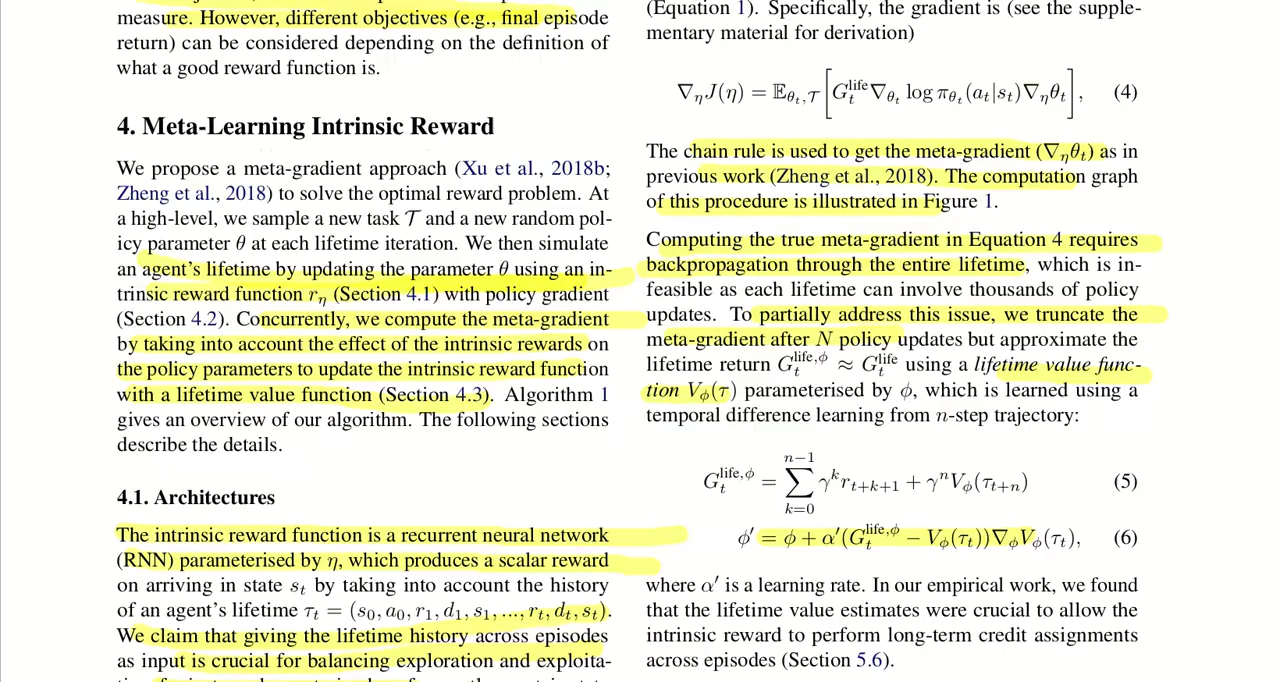 measure. However, different objectives (e.g., final episode
return) can be considered depending on the definition of
what a good reward function is.
4. Meta-Learning Intrinsic Reward
We propose a meta-gradient approach (Xu et al., 2018b;
Zheng et al., 2018) to solve the optimal reward problem. At
a high-level, we sample a new task 𝒯 and a new random pol-
icy parameter θ at each lifetime iteration. We then simulate
an agent's lifetime by updating the parameter θ using an in-
trinsic reward function r_η (Section 4.1) with policy gradient
(Section 4.2). Concurrently, we compute the meta-gradient
by taking into account the effect of the intrinsic rewards on
the policy parameters to update the intrinsic reward function
with a lifetime value function (Section 4.3). Algorithm 1
gives an overview of our algorithm. The following sections
describe the details.
4.1. Architectures
The intrinsic reward function is a recurrent neural network
(RNN) parameterised by η, which produces a scalar reward
on arriving in state s_t by taking into account the history
of an agent's lifetime τ_t = (s_0, a_0, r_1, d_1, s_1, ..., r_t, d_t, s_t).
We claim that giving the lifetime history across episodes
as input is crucial for balancing exploration and exploita-
(Equation 1). Specifically, the gradient is (see the supple-
mentary material for derivation)
∇_η J(η) = 𝔼_{θ_t, 𝒯} [ G_t^{life} ∇_{θ_t} log π_{θ_t}(a_t|s_t) ∇_η θ_t ], (4)
The chain rule is used to get the meta-gradient (∇_η θ_t) as in
previous work (Zheng et al., 2018). The computation graph
of this procedure is illustrated in Figure 1.
Computing the true meta-gradient in Equation 4 requires
backpropagation through the entire lifetime, which is in-
feasible as each lifetime can involve thousands of policy
updates. To partially address this issue, we truncate the
meta-gradient after N policy updates but approximate the
lifetime return G_t^{life,φ} ≈ G_t^{life} using a lifetime value func-
tion V_φ(τ) parameterised by φ, which is learned using a
temporal difference learning from n-step trajectory:
G_t^{life,φ} = ∑_{k=0}^{n−1} γ^k r_{t+k+1} + γ^n V_φ(τ_{t+n}) (5)
φ′ = φ + α′(G_t^{life,φ} − V_φ(τ_t))∇_φ V_φ(τ_t), (6)
where α′ is a learning rate. In our empirical work, we found
that the lifetime value estimates were crucial to allow the
intrinsic reward to perform long-term credit assignments
across episodes (Section 5.6).